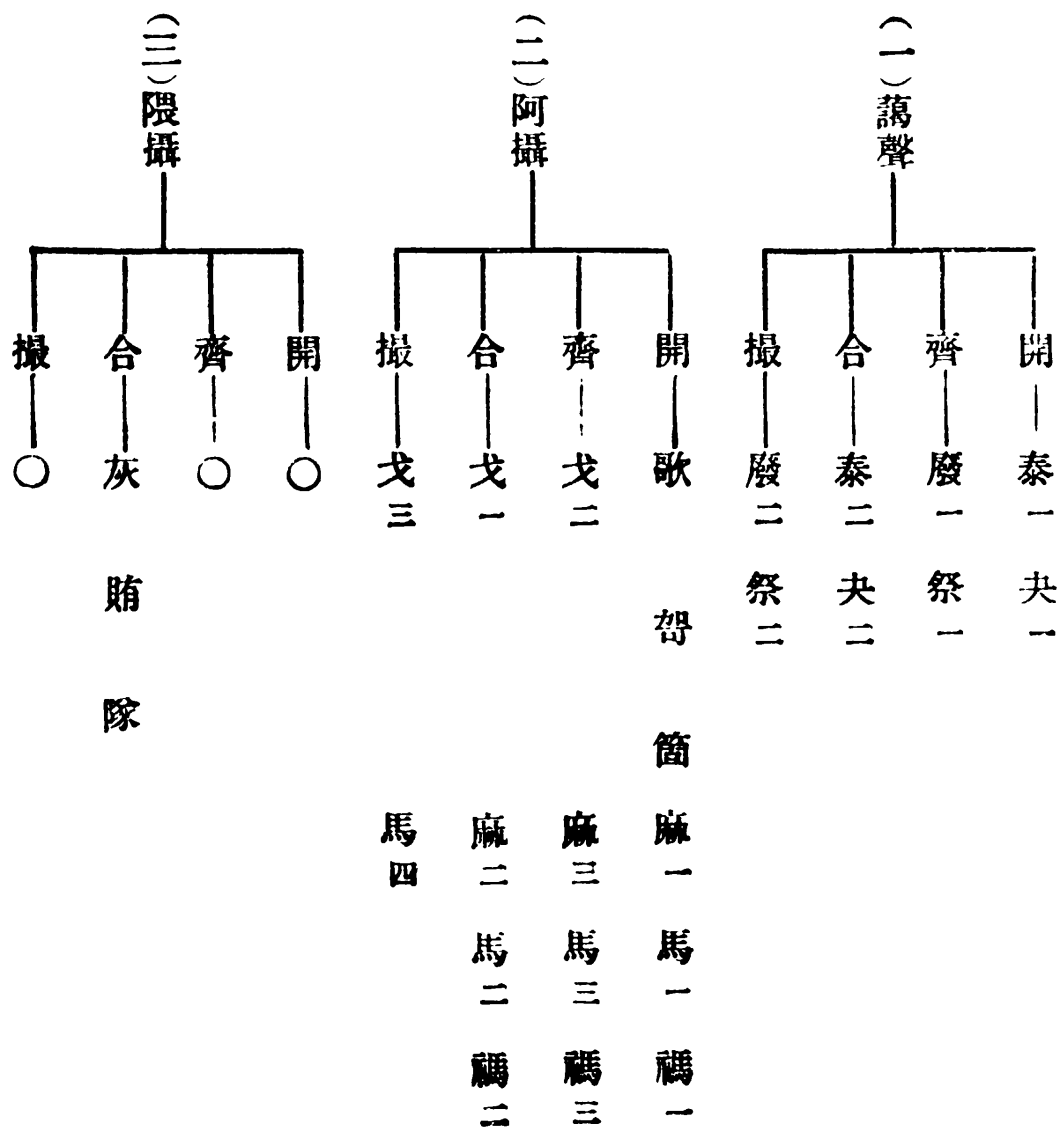 （一）藹聲
開 泰一 夬一
齊 廢一 祭一
合 泰二 夬二
撮 廢二 祭二
（二）阿攝
開 歌 哿 箇 麻一 馬一 禡一
齊 戈二 麻三 馬三 禡三
合 戈一 麻二 馬二 禡二
撮 戈三 馬四
（三）隈攝
開 〇
齊 〇
合 灰 賄 隊
撮 〇